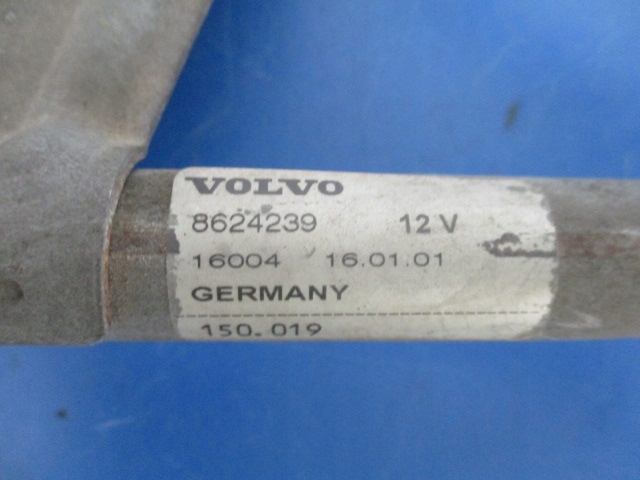 VOLVO
8624239 12 V
16004 16.01.01
GERMANY
150.019